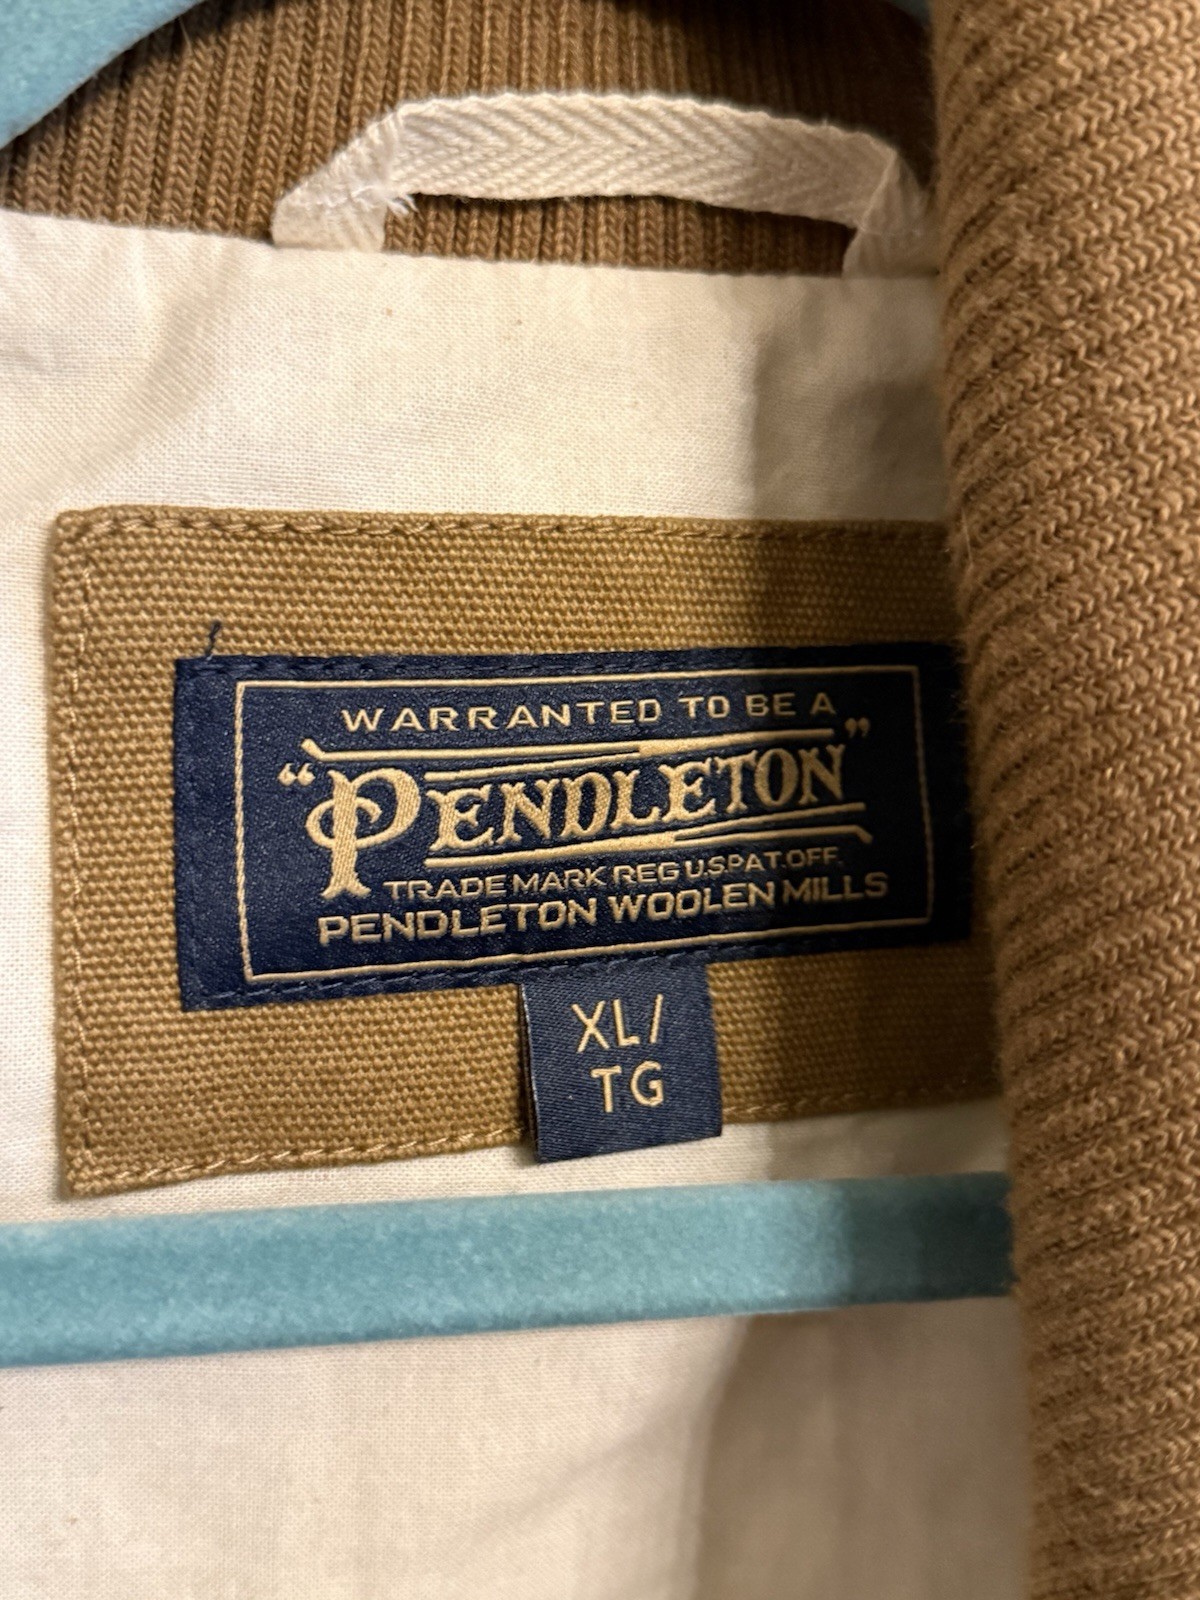 WARRANTED TO BE A
“PENDLETON”
TRADE MARK REG U.S.PAT.OFF.
PENDLETON WOOLEN MILLS
XL/
TG